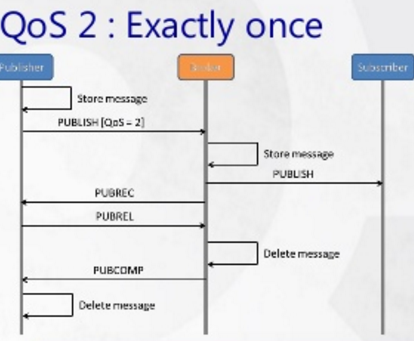 QoS 2 : Exactly once
Publisher
Broker
Subscriber
Store message
PUBLISH [QoS = 2]
Store message
PUBLISH
PUBREC
PUBREL
Delete message
PUBCOMP
Delete message